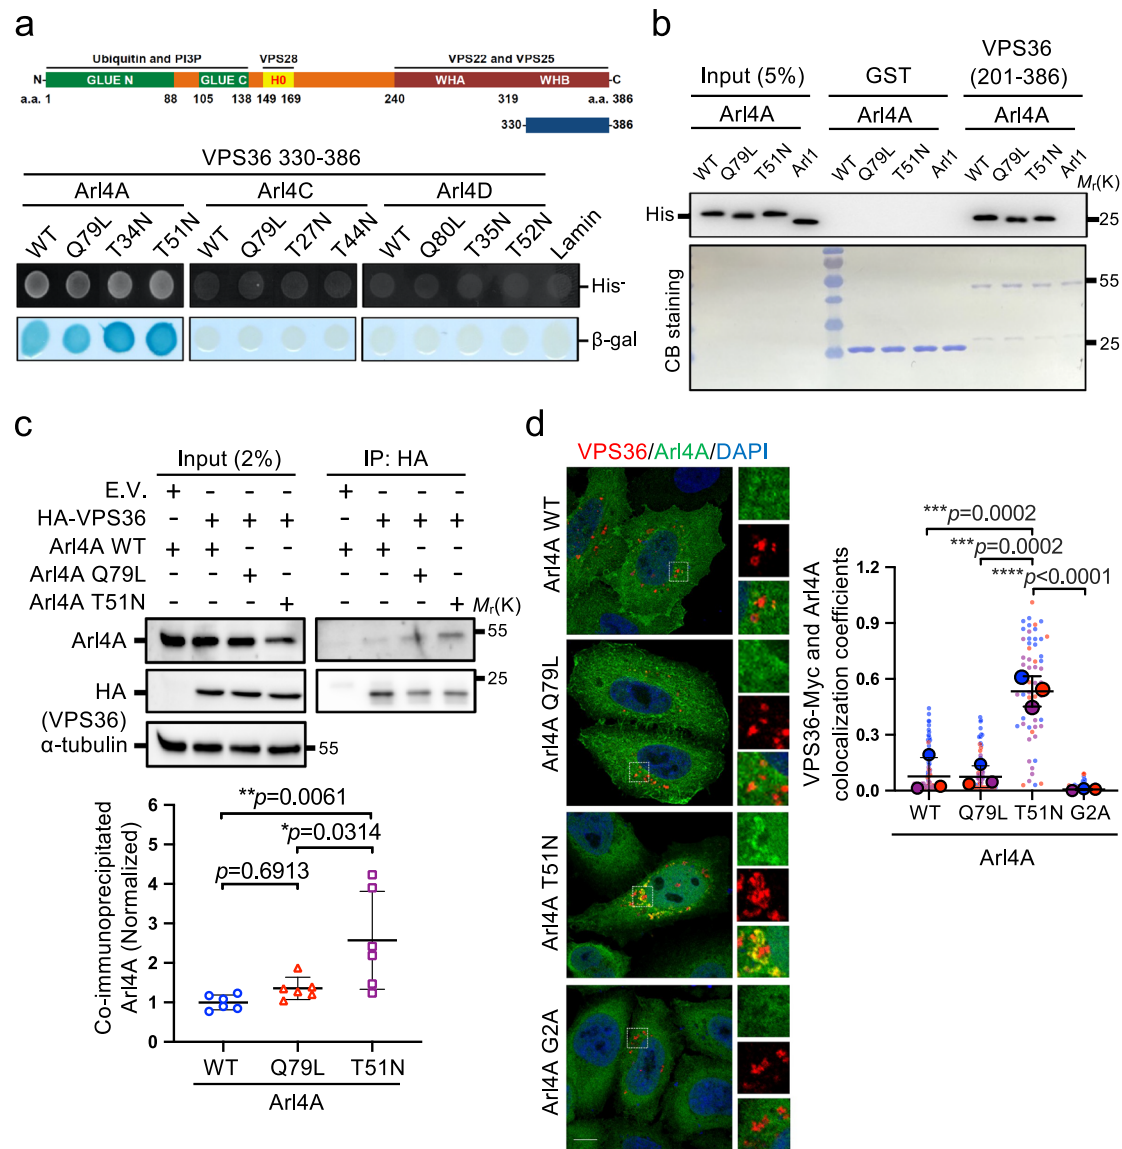 a
Ubiquitin and PI3P VPS28 VPS22 and VPS25
N- GLUE N GLUE C H0 WHA WHB -C
a.a. 1 88 105 138 149 169 240 319 a.a. 386
330- -386
VPS36 330-386
Arl4A Arl4C Arl4D
WT Q79L T34N T51N WT Q79L T27N T44N WT Q80L T35N T52N Lamin
His-
β-gal
b
Input (5%) GST VPS36 (201-386)
Arl4A Arl4A Arl4A
WT Q79L T51N Arl1 WT Q79L T51N Arl1 WT Q79L T51N Arl1
Mr(K)
His 25
CB staining
55
25
c
Input (2%) IP: HA
E.V. + - - - + - - -
HA-VPS36 - + + + - + + +
Arl4A WT + + - - + + - -
Arl4A Q79L - - + - - - + -
Arl4A T51N - - - + - - - + Mr(K)
Arl4A 55
HA 25
(VPS36)
α-tubulin 55
Co-immunoprecipitated
Arl4A (Normalized)
6
5
4
3
2
1
0
**p=0.0061
*p=0.0314
p=0.6913
WT Q79L T51N
Arl4A
d
VPS36/Arl4A/DAPI
Arl4A WT
Arl4A Q79L
Arl4A T51N
Arl4A G2A
VPS36-Myc and Arl4A
colocalization coefficients
***p=0.0002
***p=0.0002
****p<0.0001
1.2
0.9
0.6
0.3
0.0
WT Q79L T51N G2A
Arl4A